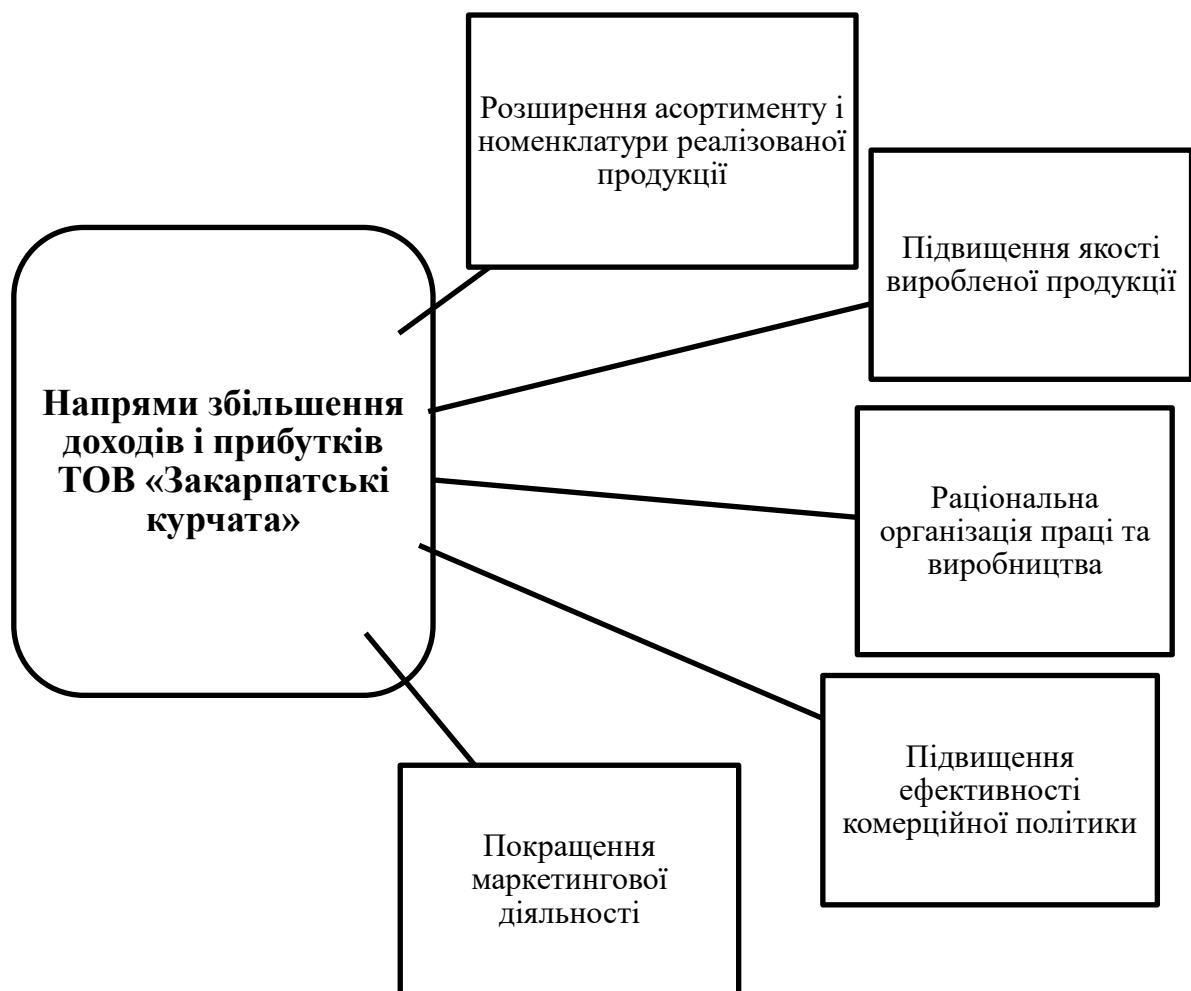 Розширення асортименту і
номенклатури реалізованої
продукції
Підвищення якості
виробленої продукції
Напрями збільшення
доходів і прибутків
ТОВ «Закарпатські
курчата»
Раціональна
організація праці та
виробництва
Підвищення
ефективності
комерційної політики
Покращення
маркетингової
діяльності